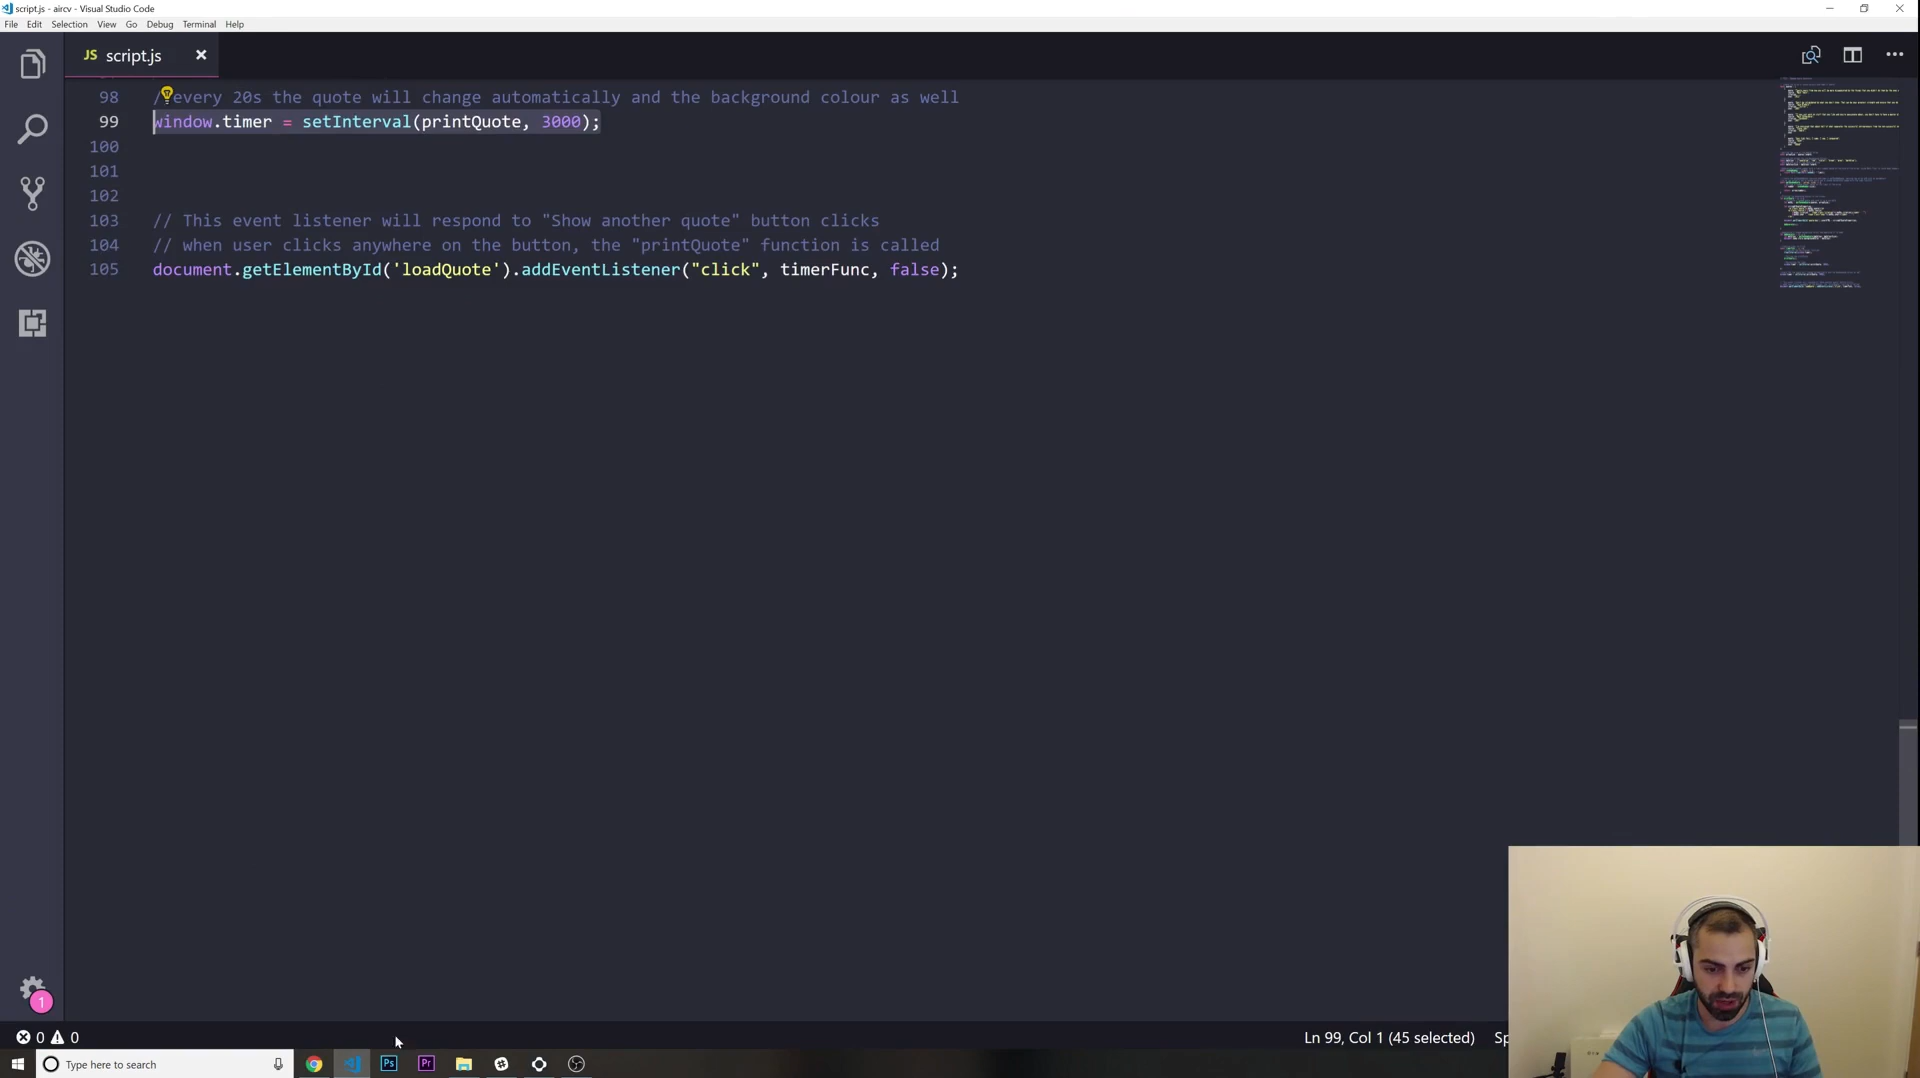 script.js - aircv - Visual Studio Code
File Edit Selection View Go Debug Terminal Help
JS script.js
98 every 20s the quote will change automatically and the background colour as well
99 window.timer = setInterval(printQuote, 3000);
100
101
102
103 // This event listener will respond to "Show another quote" button clicks
104 // when user clicks anywhere on the button, the "printQuote" function is called
105 document.getElementById('loadQuote').addEventListener("click", timerFunc, false);
1
0 0 Ln 99, Col 1 (45 selected) Sp
Type here to search Ps Pr